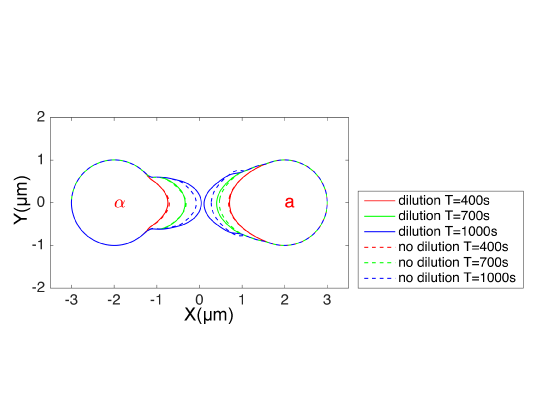 2
1
0
-1
-2
Y(μm)
α
a
-3 -2 -1 0 1 2 3
X(μm)
dilution T=400s
dilution T=700s
dilution T=1000s
no dilution T=400s
no dilution T=700s
no dilution T=1000s